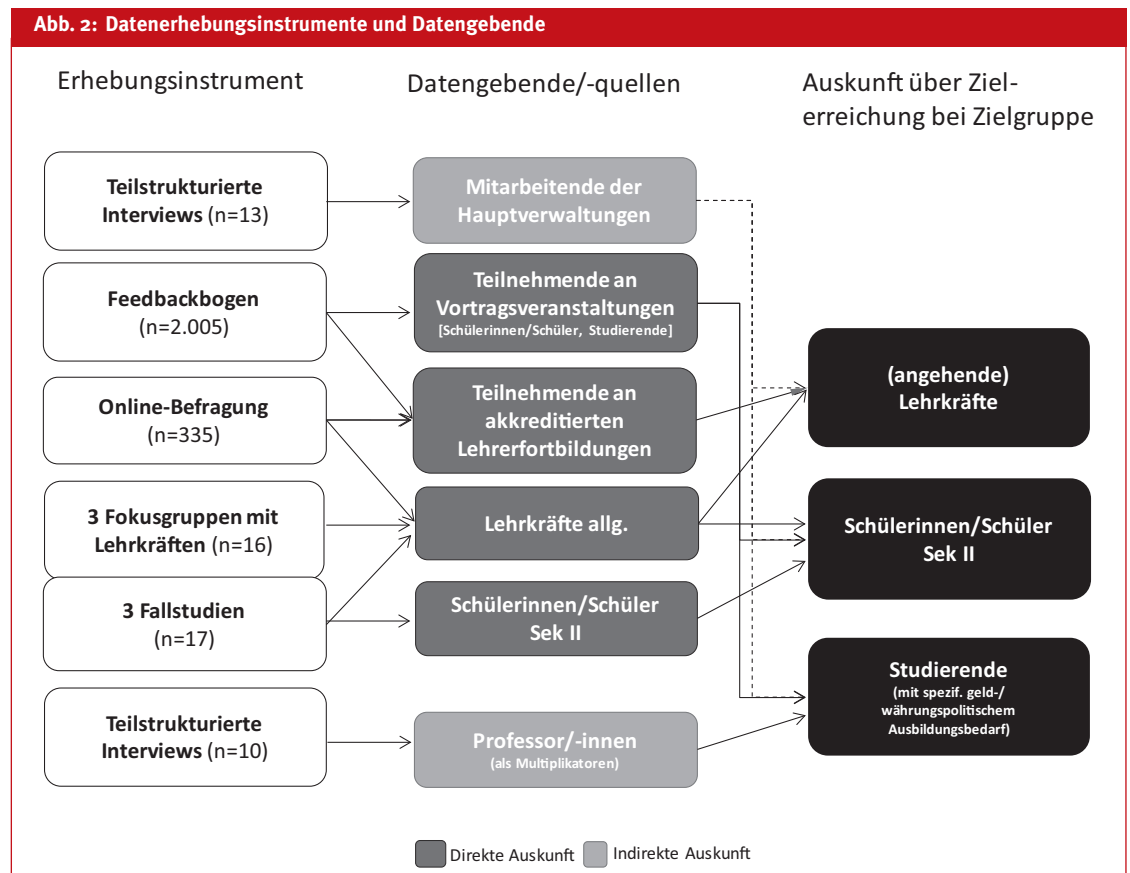 Abb. 2: Datenerhebungsinstrumente und Datengebende
Erhebungsinstrument
Datengebende/-quellen
Auskunft über Ziel-
erreichung bei Zielgruppe
Teilstrukturierte
Interviews (n=13)
Feedbackbogen
(n=2.005)
Online-Befragung
(n=335)
3 Fokusgruppen mit
Lehrkräften (n=16)
3 Fallstudien
(n=17)
Teilstrukturierte
Interviews (n=10)
Mitarbeitende der
Hauptverwaltungen
Teilnehmende an
Vortragsveranstaltungen
[Schülerinnen/Schüler, Studierende]
Teilnehmende an
akkreditierten
Lehrerfortbildungen
Lehrkräfte allg.
Schülerinnen/Schüler
Sek II
Professor/-innen
(als Multiplikatoren)
(angehende)
Lehrkräfte
Schülerinnen/Schüler
Sek II
Studierende
(mit spezif. geld-/
währungspolitischem
Ausbildungsbedarf)
Direkte Auskunft
Indirekte Auskunft